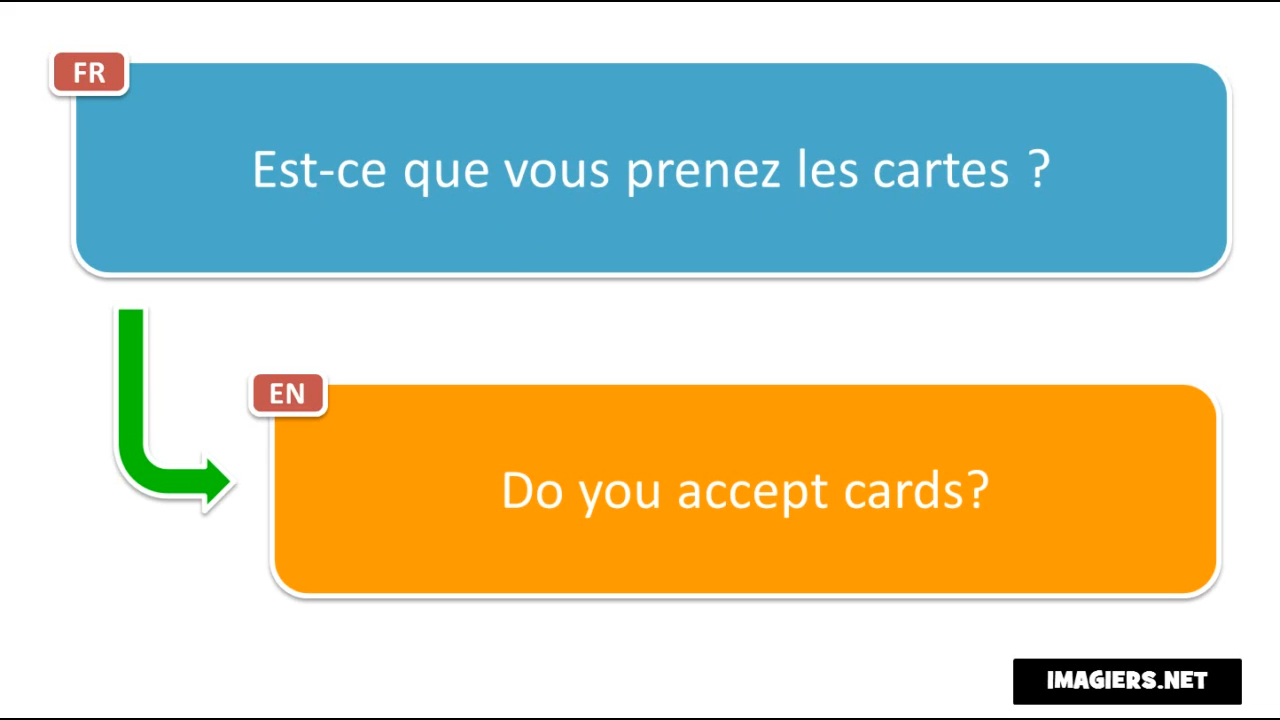 FR
Est-ce que vous prenez les cartes ?
EN
Do you accept cards?
IMAGIERS.NET